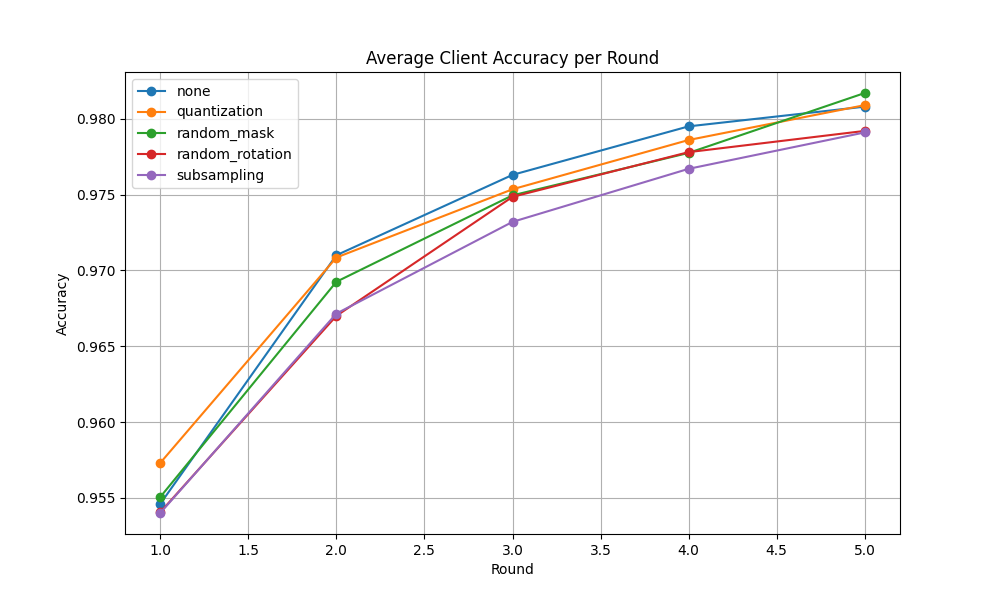 Average Client Accuracy per Round
none
quantization
random_mask
random_rotation
subsampling
Accuracy
0.980
0.975
0.970
0.965
0.960
0.955
1.0 1.5 2.0 2.5 3.0 3.5 4.0 4.5 5.0
Round